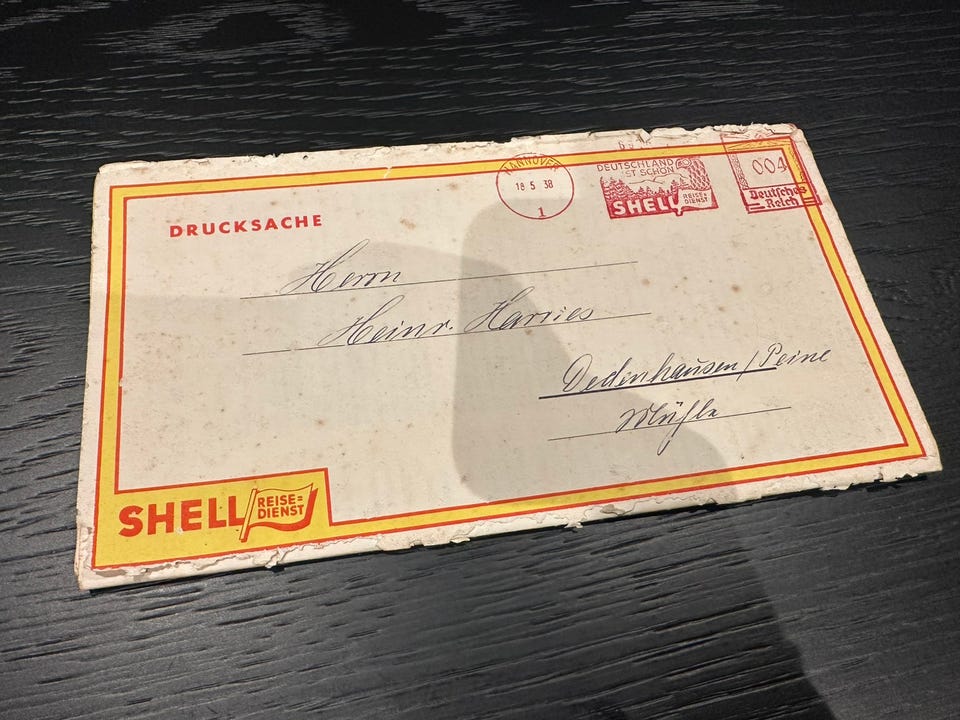 HANNOVER
18 5 38
1
DEUTSCHLAND
IST SCHÖN
SHELL REISE=
DIENST
004
Deutsches
Reich
DRUCKSACHE
Herrn
Heinr. Harries
Dedenhausen/Peine
Mühle
SHELL REISE=
DIENST